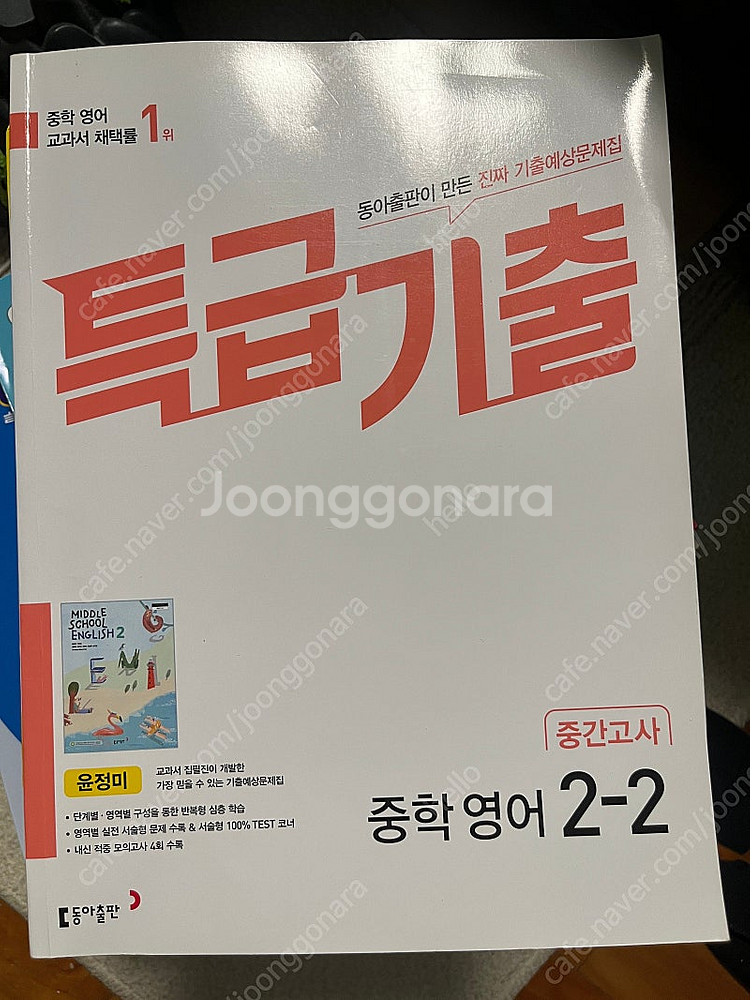 중학 영어
교과서 채택률 1위
동아출판이 만든 진짜 기출예상문제집
특급기출
Joonggonara
hello
cafe.naver.com/joonggonara
MIDDLE
SCHOOL
ENGLISH 2
윤정미
교과서 집필진이 개발한
가장 믿을 수 있는 기출예상문제집
• 단계별·영역별 구성을 통한 반복형 심층 학습
• 영역별 실전 서술형 문제 수록 & 서술형 100% TEST 코너
• 내신 적중 모의고사 4회 수록
중간고사
중학 영어 2-2
동아출판